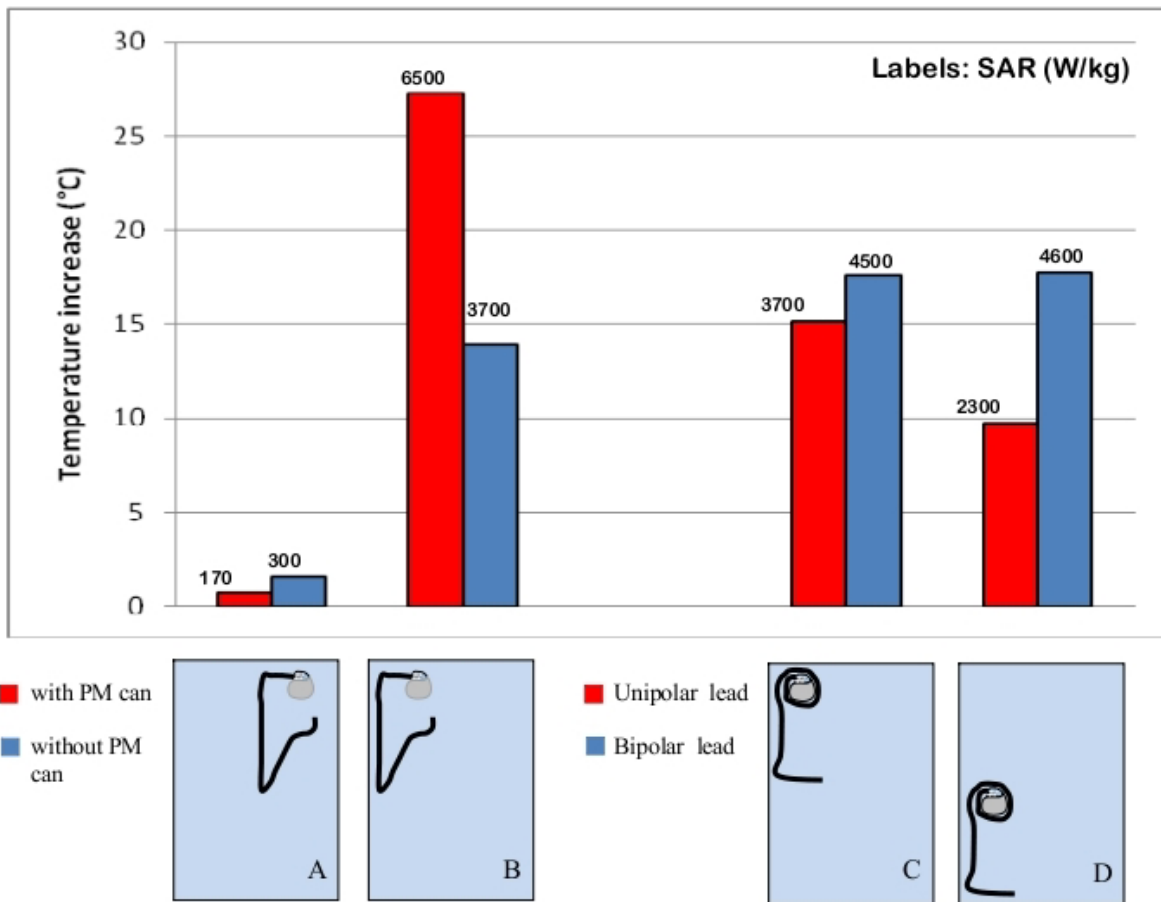 30
Labels: SAR (W/kg)
6500
25
Temperature increase (°C)
20
4500
4600
3700
3700
15
10
2300
5
170
300
0
with PM can
without PM
can
Unipolar lead
Bipolar lead
A
B
C
D